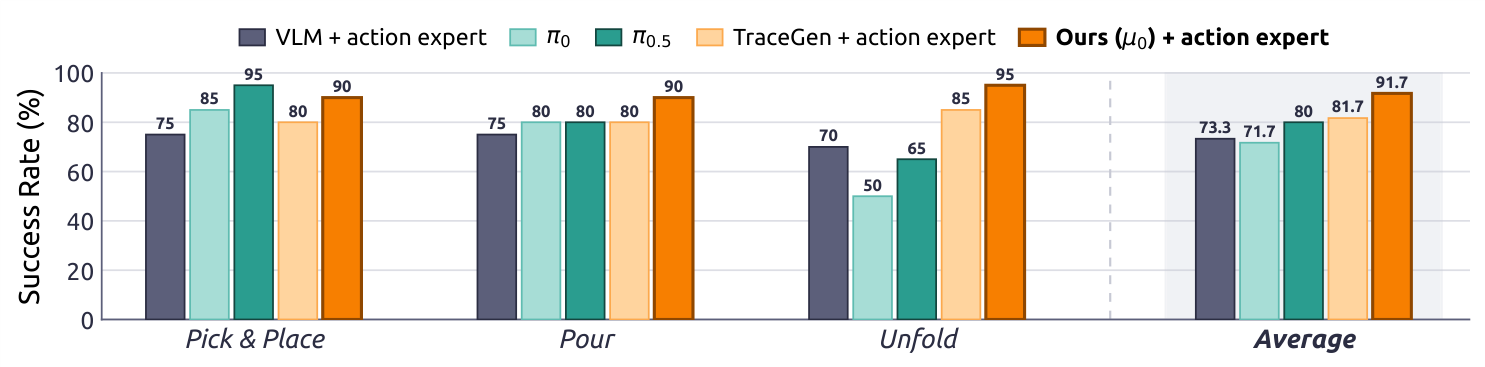 VLM + action expert π₀ π₀.₅ TraceGen + action expert Ours (μ₀) + action expert
Success Rate (%)
100
80
60
40
20
0
75 85 95 80 90
75 80 80 80 90
70 50 65 85 95
73.3 71.7 80 81.7 91.7
Pick & Place Pour Unfold Average